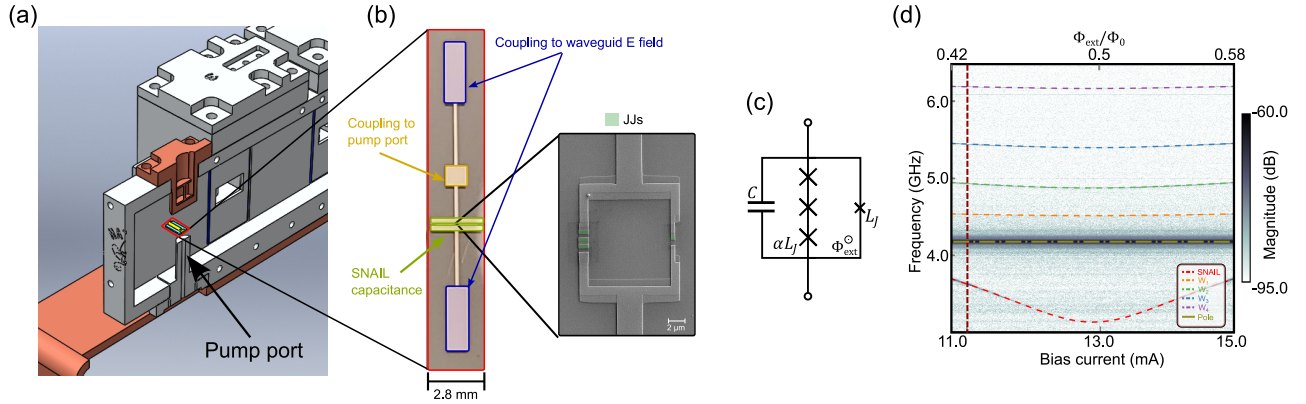 (a)
Pump port
(b)
Coupling to waveguid E field
Coupling to
pump port
SNAIL
capacitance
2.8 mm
JJs
2 μm
(c)
C
αL_J
L_J
Φ_ext
(d)
Φ_ext/Φ_0
0.42
0.5
0.58
6.0
5.0
4.0
Frequency (GHz)
11.0
13.0
15.0
Bias current (mA)
SNAIL
W_1
W_2
W_3
W_4
Pole
-60.0
-95.0
Magnitude (dB)